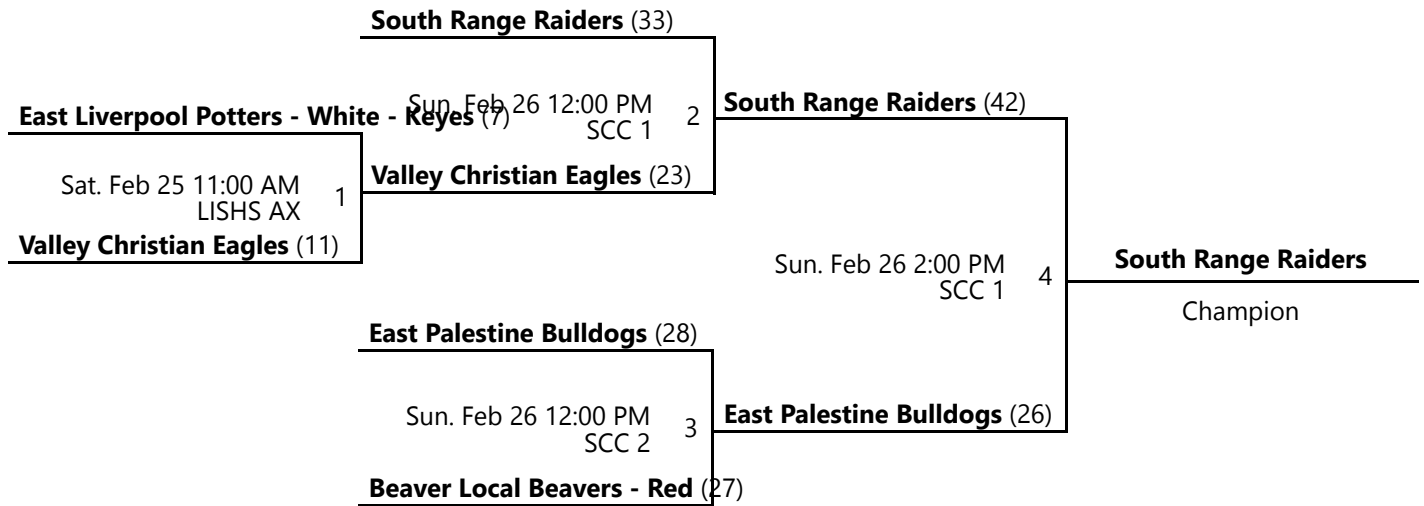 South Range Raiders (33)
Sun. Feb 26 12:00 PM
SCC 1
2
East Liverpool Potters - White - Keyes (7)
Sat. Feb 25 11:00 AM
LISHS AX
1
Valley Christian Eagles (11)
Valley Christian Eagles (23)
South Range Raiders (42)
Sun. Feb 26 2:00 PM
SCC 1
4
South Range Raiders
Champion
East Palestine Bulldogs (28)
Sun. Feb 26 12:00 PM
SCC 2
3
East Palestine Bulldogs (26)
Beaver Local Beavers - Red (27)